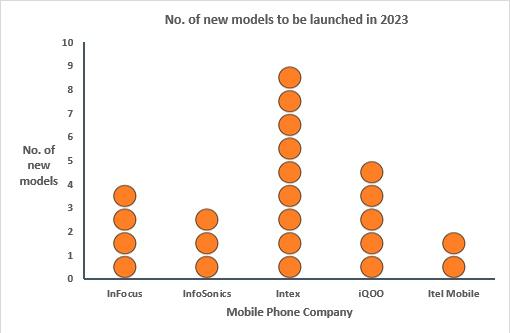 No. of new models to be launched in 2023
10
9
8
7
6
5
4
3
2
1
0
No. of
new
models
InFocus InfoSonics Intex iQOO Itel Mobile
Mobile Phone Company